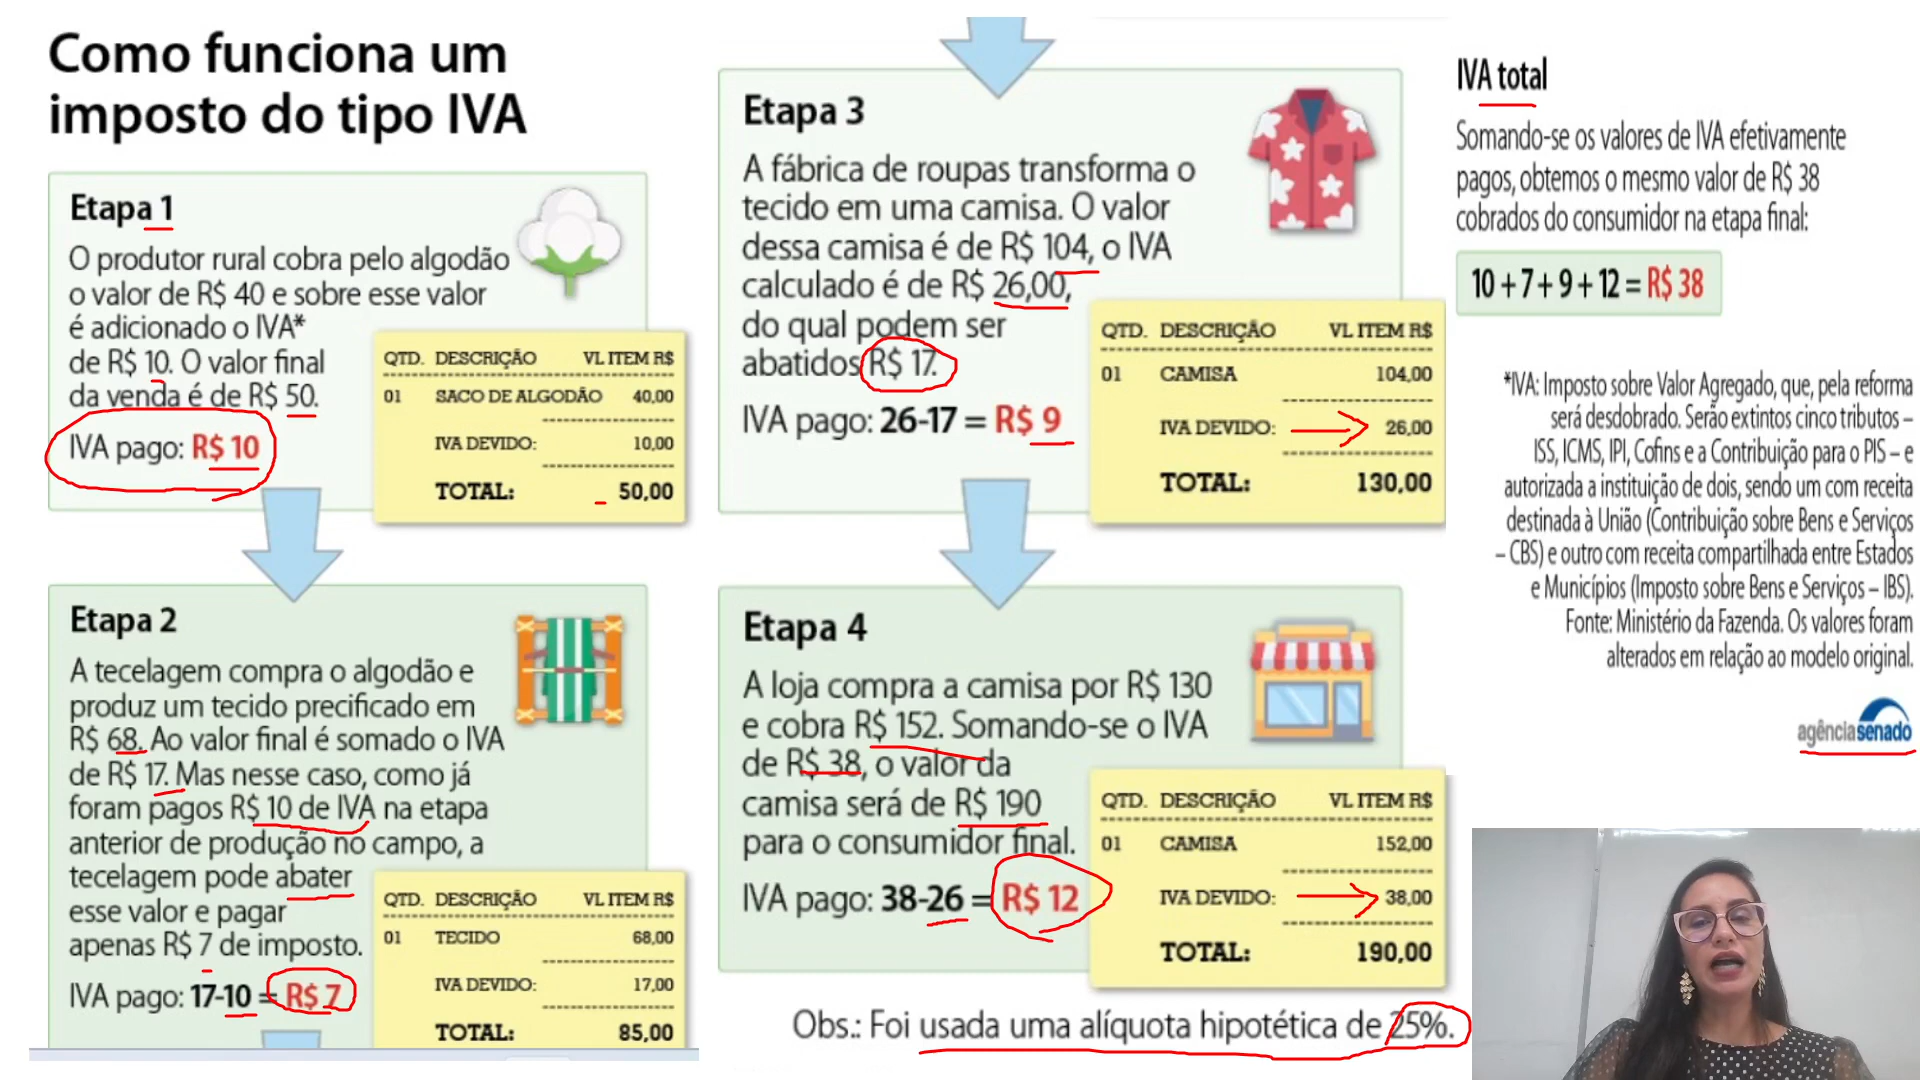 Como funciona um
imposto do tipo IVA
Etapa 1
O produtor rural cobra pelo algodão
o valor de R$ 40 e sobre esse valor
é adicionado o IVA*
de R$ 10. O valor final
da venda é de R$ 50.
IVA pago: R$ 10
QTD. DESCRIÇÃO VL ITEM R$
01 SACO DE ALGODÃO 40,00
IVA DEVIDO: 10,00
TOTAL: 50,00
Etapa 2
A tecelagem compra o algodão e
produz um tecido precificado em
R$ 68. Ao valor final é somado o IVA
de R$ 17. Mas nesse caso, como já
foram pagos R$ 10 de IVA na etapa
anterior de produção no campo, a
tecelagem pode abater
esse valor e pagar
apenas R$ 7 de imposto.
IVA pago: 17-10 = R$ 7
QTD. DESCRIÇÃO VL ITEM R$
01 TECIDO 68,00
IVA DEVIDO: 17,00
TOTAL: 85,00
Etapa 3
A fábrica de roupas transforma o
tecido em uma camisa. O valor
dessa camisa é de R$ 104, o IVA
calculado é de R$ 26,00,
do qual podem ser
abatidos R$ 17.
IVA pago: 26-17 = R$ 9
QTD. DESCRIÇÃO VL ITEM R$
01 CAMISA 104,00
IVA DEVIDO: 26,00
TOTAL: 130,00
Etapa 4
A loja compra a camisa por R$ 130
e cobra R$ 152. Somando-se o IVA
de R$ 38, o valor da
camisa será de R$ 190
para o consumidor final.
IVA pago: 38-26 = R$ 12
QTD. DESCRIÇÃO VL ITEM R$
01 CAMISA 152,00
IVA DEVIDO: 38,00
TOTAL: 190,00
Obs.: Foi usada uma alíquota hipotética de 25%.
IVA total
Somando-se os valores de IVA efetivamente
pagos, obtemos o mesmo valor de R$ 38
cobrados do consumidor na etapa final:
10 + 7 + 9 + 12 = R$ 38
*IVA: Imposto sobre Valor Agregado, que, pela reforma
será desdobrado. Serão extintos cinco tributos –
ISS, ICMS, IPI, Cofins e a Contribuição para o PIS – e
autorizada a instituição de dois, sendo um com receita
destinada à União (Contribuição sobre Bens e Serviços
– CBS) e outro com receita compartilhada entre Estados
e Municípios (Imposto sobre Bens e Serviços – IBS).
Fonte: Ministério da Fazenda. Os valores foram
alterados em relação ao modelo original.
agênciasenado